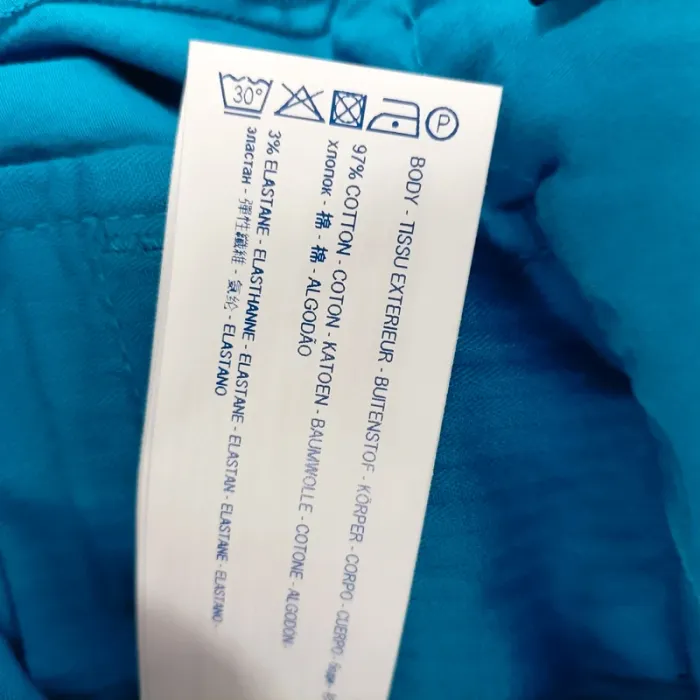 30°
P
BODY - TISSU EXTERIEUR - BUITENSTOF - KÖRPER - CORPO - CUERPO
97% COTTON - COTON - KATOEN - BAUMWOLLE - COTONE - ALGODÓN
хлопок - 棉 - 棉 - ALGODÃO
3% ELASTANE - ELASTHANNE - ELASTANE - ELASTAN - ELASTANE - ELASTANO
эластан - 彈性纖維 - 氨纶 - ELASTANO